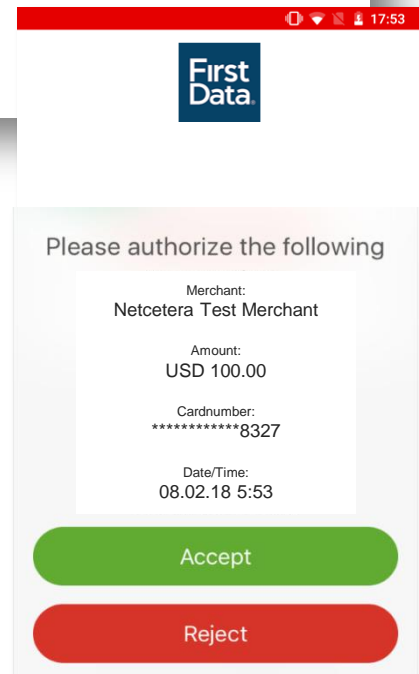 17:53
First
Data.
Please authorize the following
Merchant:
Netcetera Test Merchant
Amount:
USD 100.00
Cardnumber:
************8327
Date/Time:
08.02.18 5:53
Accept
Reject